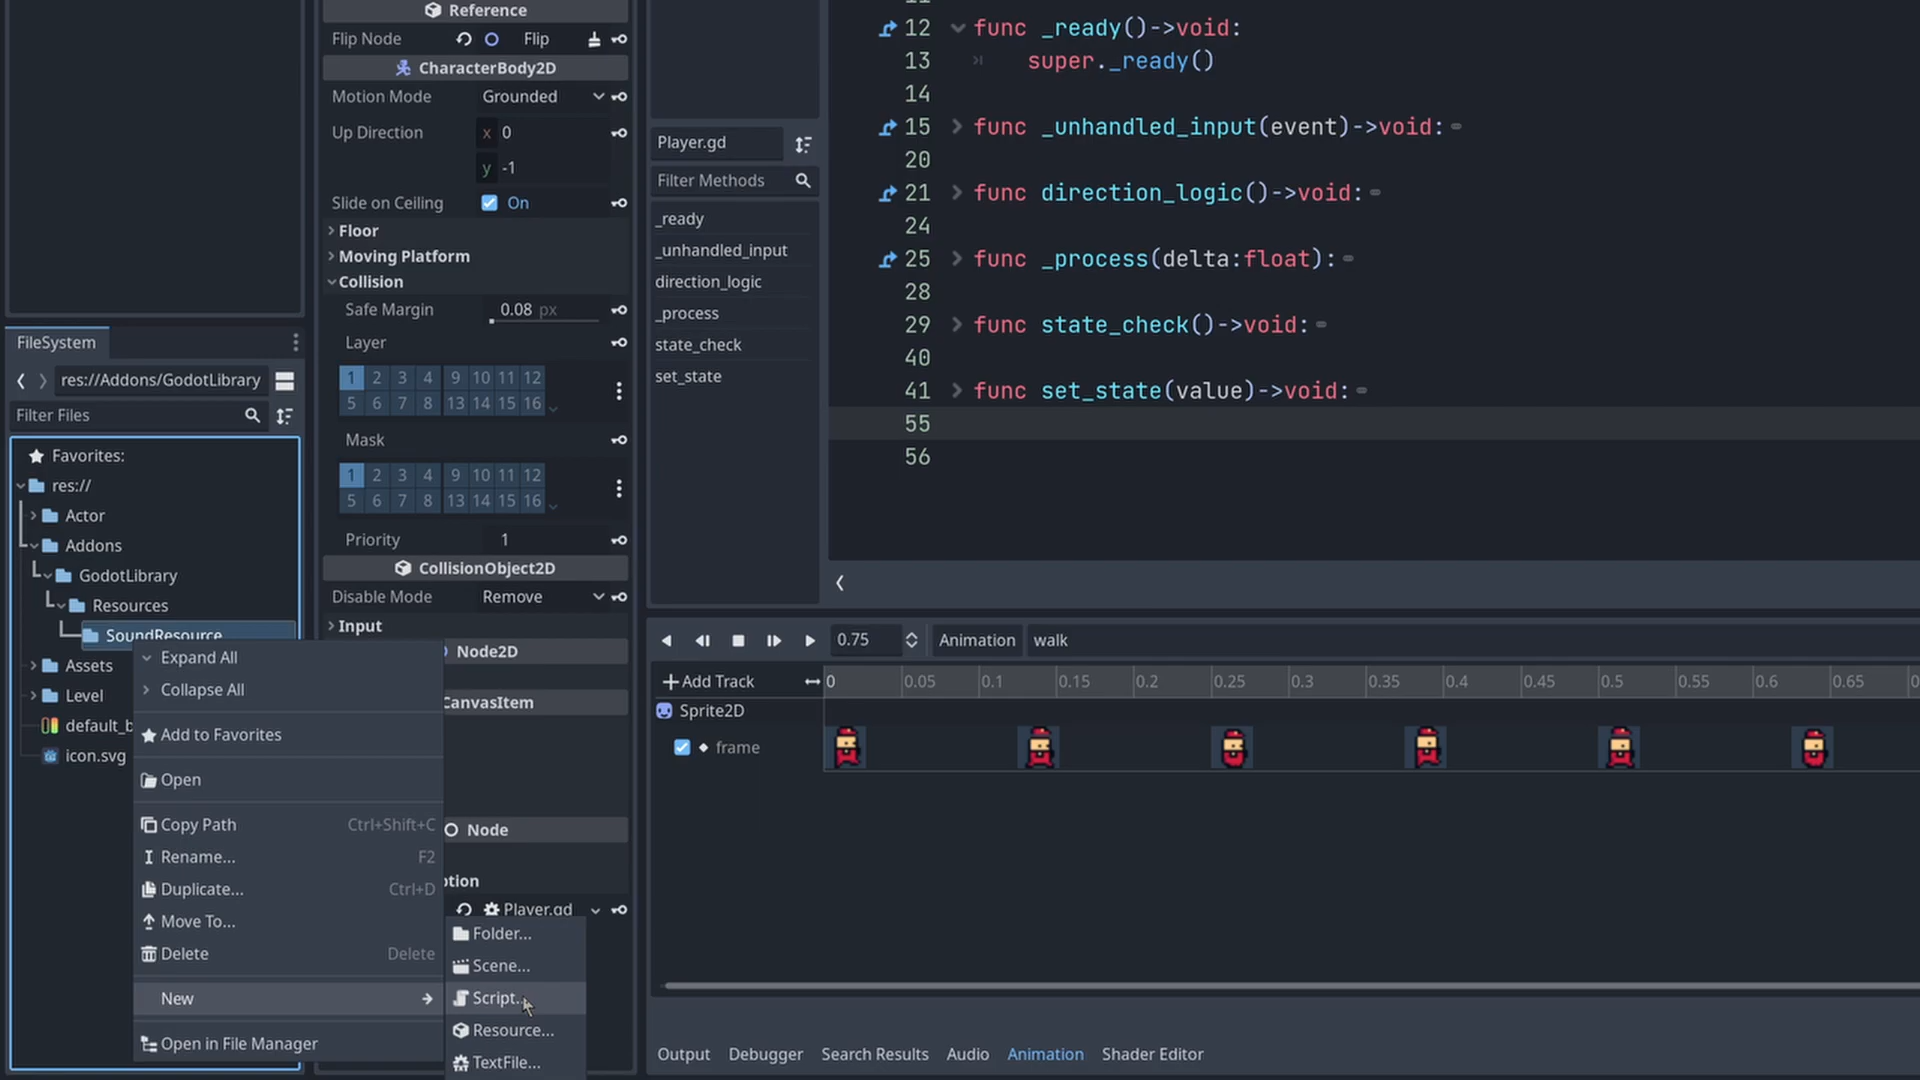 FileSystem
res://Addons/GodotLibrary
Filter Files
Favorites:
res://
Actor
Addons
GodotLibrary
Resources
SoundResource
Assets
Level
default_b
icon.svg
Expand All
Collapse All
Add to Favorites
Open
Copy Path Ctrl+Shift+C
Rename... F2
Duplicate... Ctrl+D
Move To...
Delete Delete
New
Open in File Manager
Folder...
Scene...
Script...
Resource...
TextFile...
Reference
Flip Node Flip
CharacterBody2D
Motion Mode Grounded
Up Direction x 0
y -1
Slide on Ceiling On
Floor
Moving Platform
Collision
Safe Margin 0.08 px
Layer
1 2 3 4 9 10 11 12
5 6 7 8 13 14 15 16
Mask
1 2 3 4 9 10 11 12
5 6 7 8 13 14 15 16
Priority 1
CollisionObject2D
Disable Mode Remove
Input
Node2D
CanvasItem
Node
Player.gd
Player.gd
Filter Methods
_ready
_unhandled_input
direction_logic
_process
state_check
set_state
12 func _ready()->void:
13 super._ready()
14
15 func _unhandled_input(event)->void:
20
21 func direction_logic()->void:
24
25 func _process(delta:float):
28
29 func state_check()->void:
40
41 func set_state(value)->void:
55
56
0.75 Animation walk
Add Track 0 0.05 0.1 0.15 0.2 0.25 0.3 0.35 0.4 0.45 0.5 0.55 0.6 0.65
Sprite2D
frame
Output Debugger Search Results Audio Animation Shader Editor